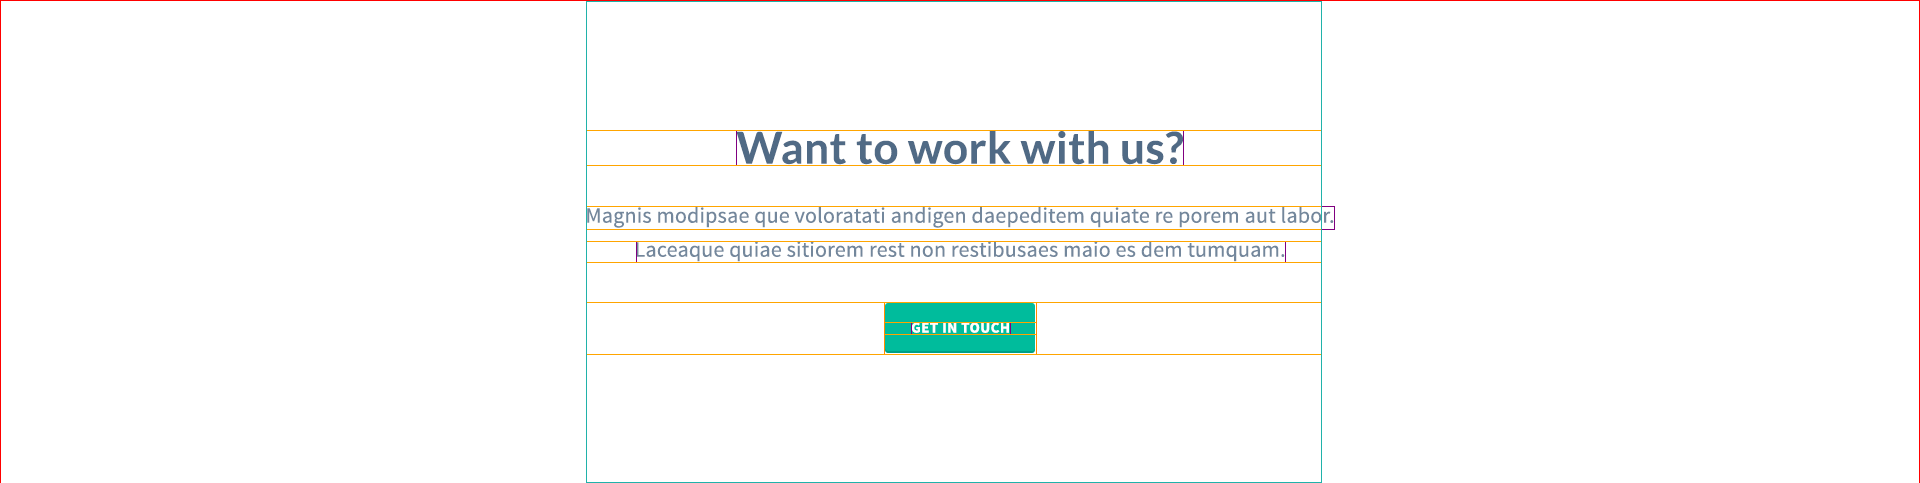 Want to work with us?
Magnis modipsae que voloratati andigen daepeditem quiate re porem aut labor.
Laceaque quiae sitiorem rest non restibusaes maio es dem tumquam.
GET IN TOUCH